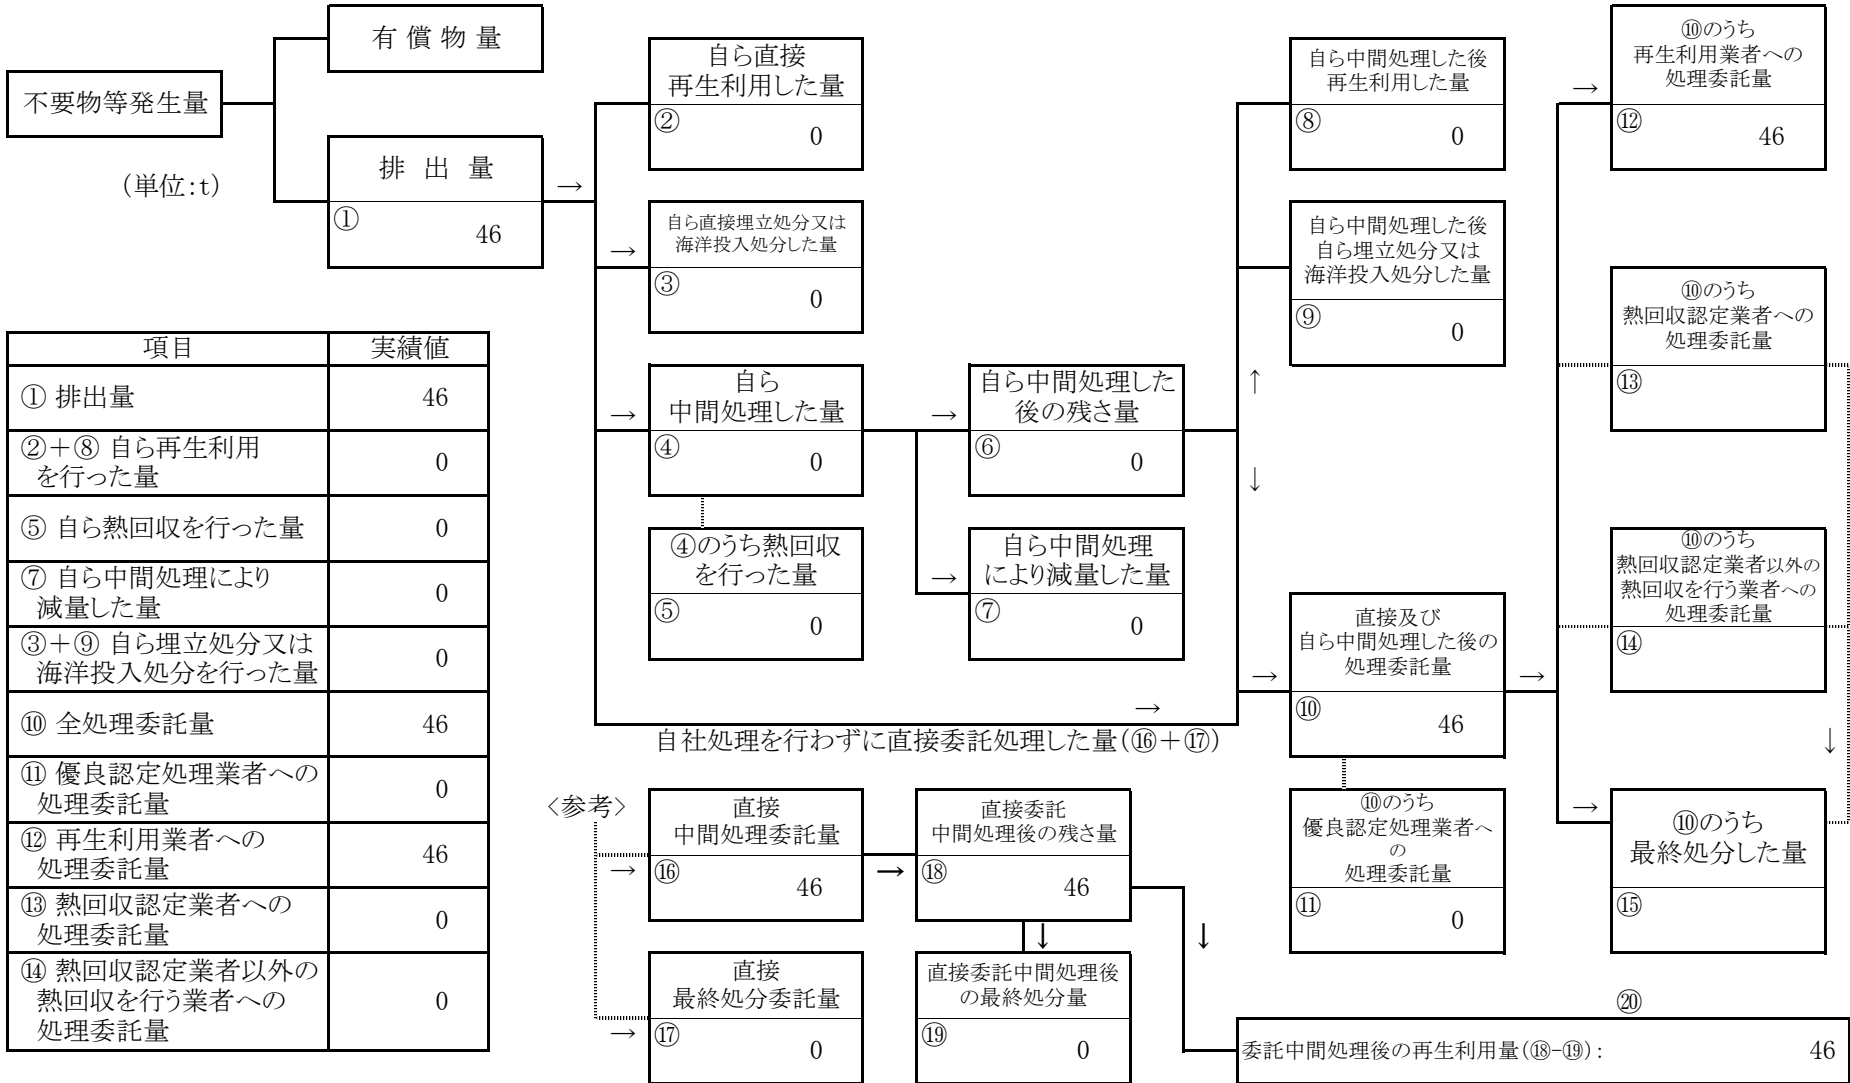 有 償 物 量
不要物等発生量
(単位:t)
排 出 量
①
46
→
自ら直接
再生利用した量
②
0
→
自ら直接埋立処分又は
海洋投入処分した量
③
0
→
自ら
中間処理した量
④
0
④のうち熱回収
を行った量
⑤
0
→
自ら中間処理した
後の残さ量
⑥
0
→
自ら中間処理
により減量した量
⑦
0
自ら中間処理した後
再生利用した量
⑧
0
自ら中間処理した後
自ら埋立処分又は
海洋投入処分した量
⑨
0
↑
↓
→
自社処理を行わずに直接委託処理した量(⑯+⑰)
→
直接及び
自ら中間処理した後の
処理委託量
⑩
46
⑩のうち
優良認定処理業者へ
の
処理委託量
⑪
0
→
→
⑩のうち
再生利用業者への
処理委託量
⑫
46
⑩のうち
熱回収認定業者への
処理委託量
⑬
⑩のうち
熱回収認定業者以外の
熱回収を行う業者への
処理委託量
⑭
↓
→
⑩のうち
最終処分した量
⑮
項目 実績値
① 排出量 46
②+⑧ 自ら再生利用
を行った量 0
⑤ 自ら熱回収を行った量 0
⑦ 自ら中間処理により
減量した量 0
③+⑨ 自ら埋立処分又は
海洋投入処分を行った量 0
⑩ 全処理委託量 46
⑪ 優良認定処理業者への
処理委託量 0
⑫ 再生利用業者への
処理委託量 46
⑬ 熱回収認定業者への
処理委託量 0
⑭ 熱回収認定業者以外の
熱回収を行う業者への
処理委託量 0
〈参考〉
→
直接
中間処理委託量
⑯
46
→
直接委託
中間処理後の残さ量
⑱
46
↓
↓
→
直接
最終処分委託量
⑰
0
直接委託中間処理後
の最終処分量
⑲
0
⑳
委託中間処理後の再生利用量(⑱-⑲): 46